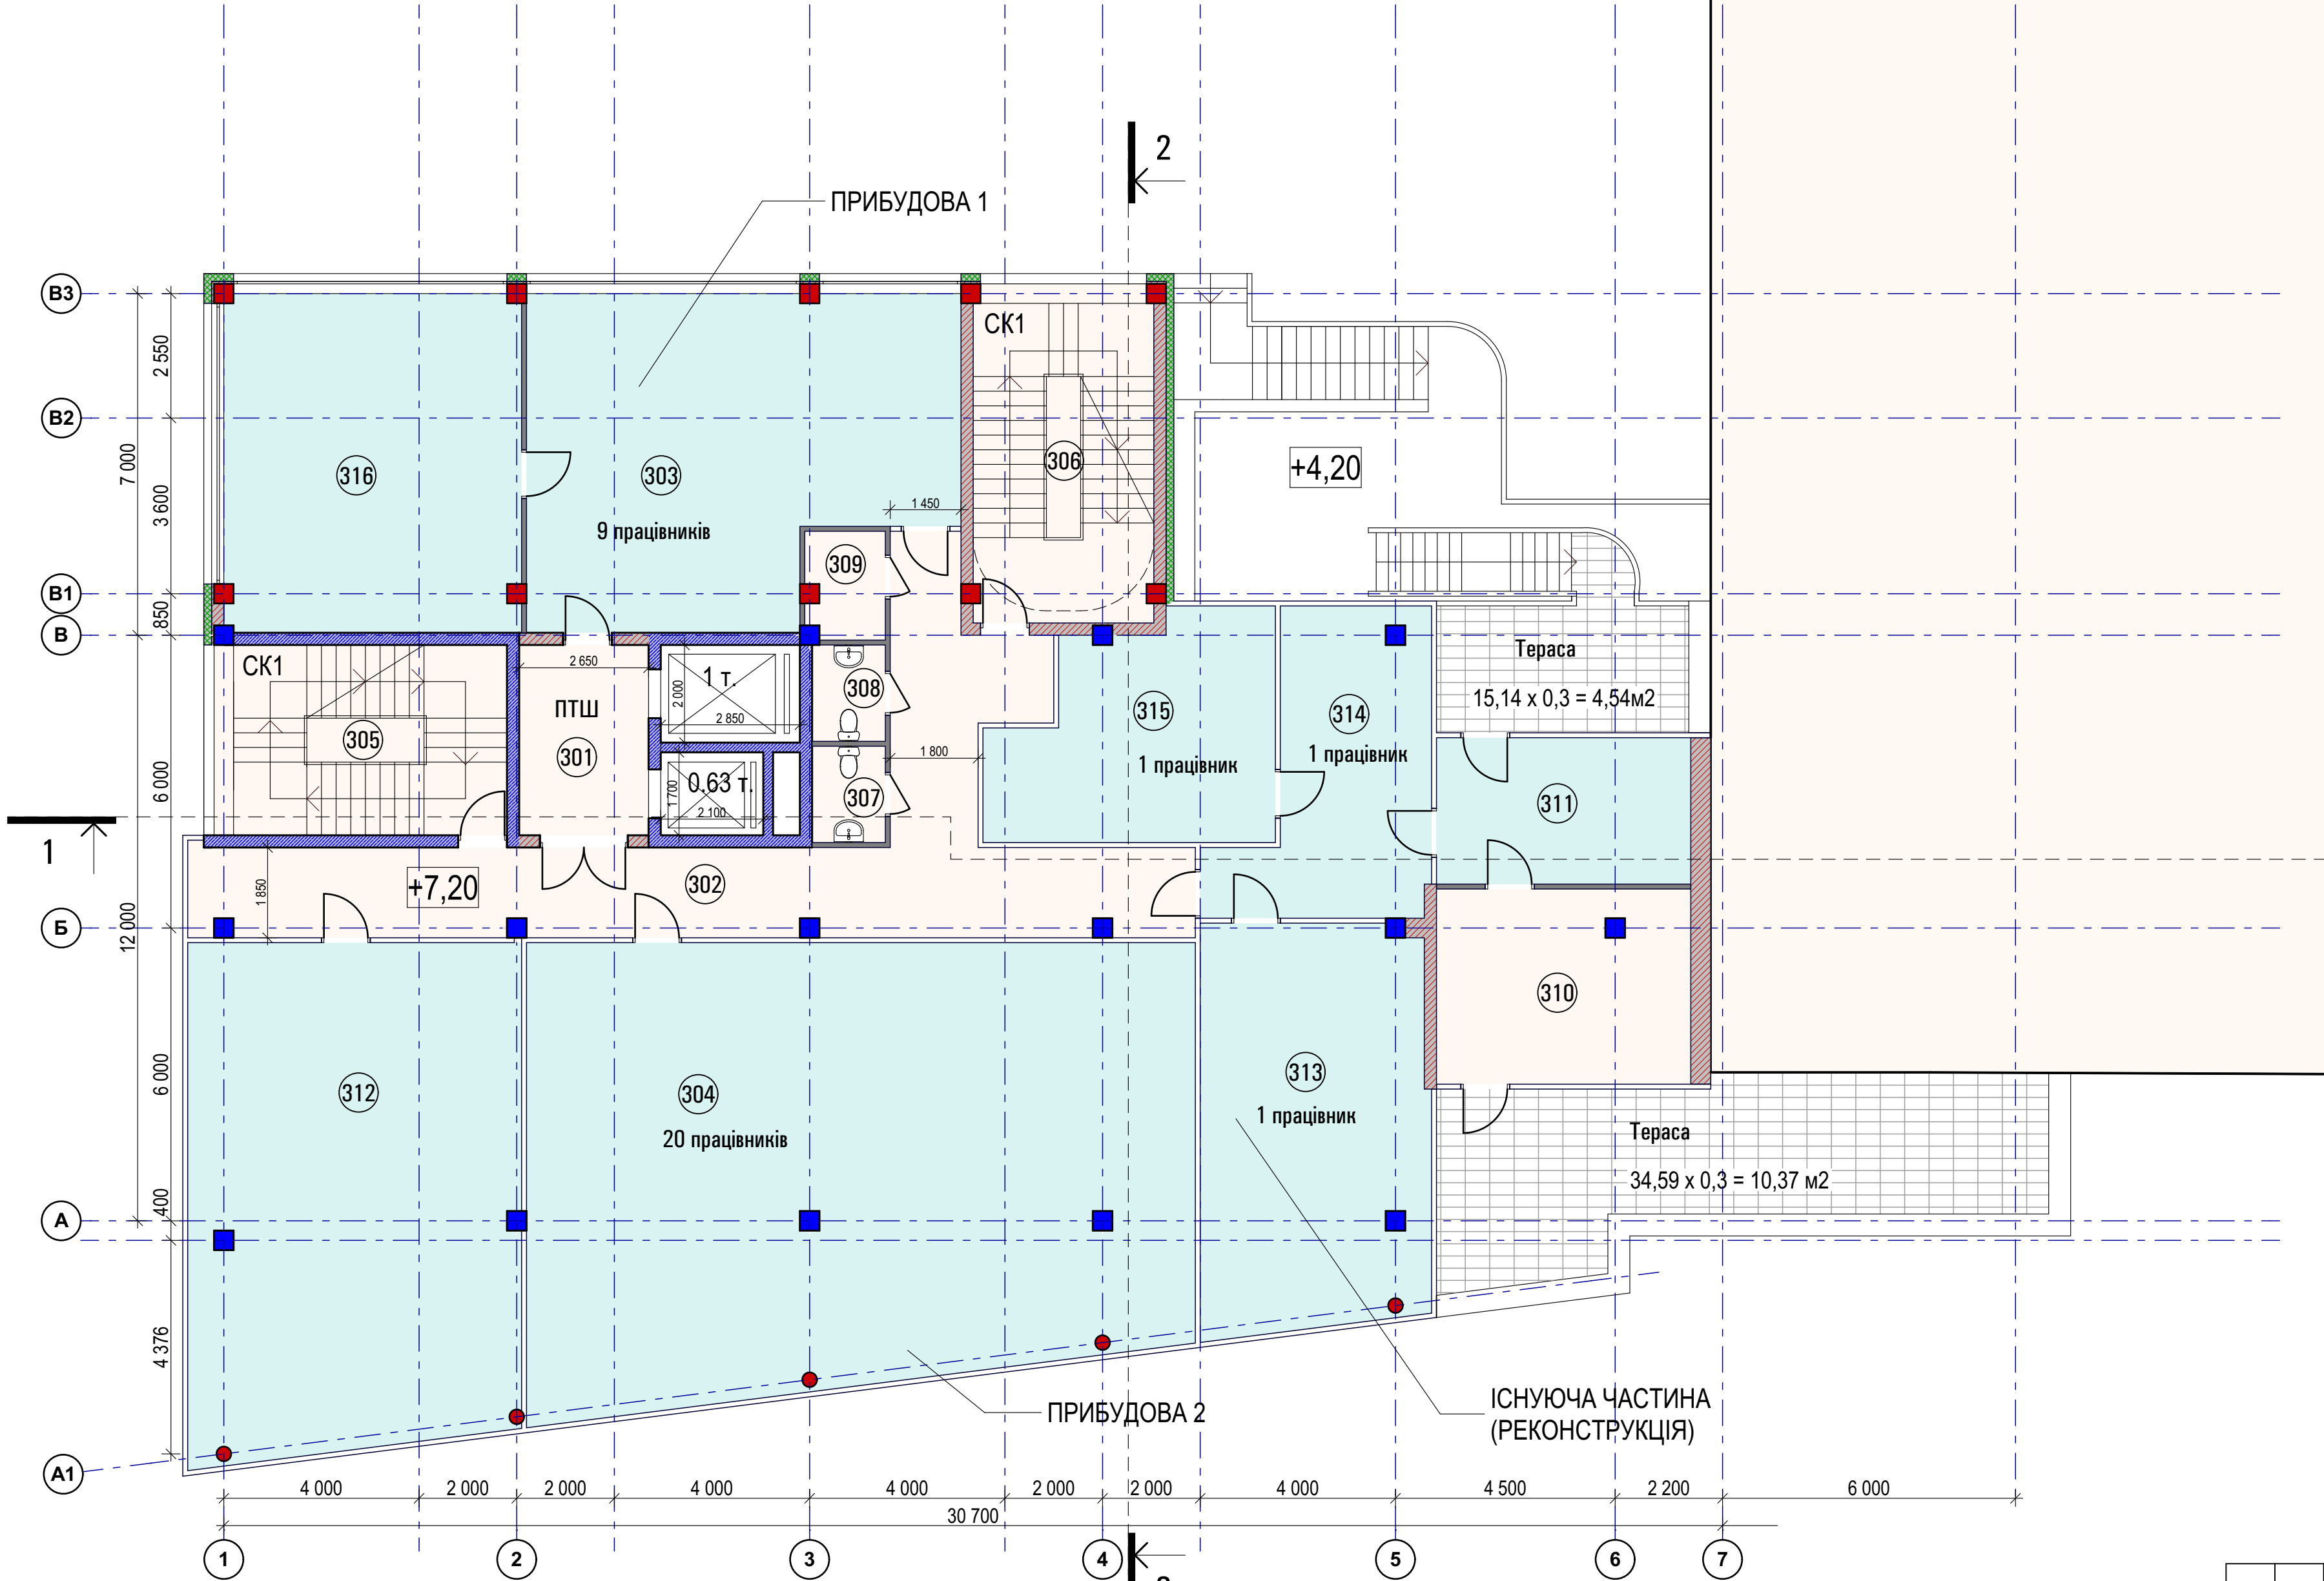 2
ПРИБУДОВА 1
В3
СК1
2 550
В2
+4,20
7 000
316
303
306
3 600
1 450
9 працівників
309
В1
850
В
Тераса
2 650
СК1
1 т.
2 000
308
15,14 х 0,3 = 4,54м2
ПТШ
2 850
315
314
305
301
1 800
1 працівник
1 працівник
6 000
0.63 т.
1 700
307
311
2 100
1
+7,20
302
1 850
12 000
Б
310
6 000
312
304
313
1 працівник
20 працівників
Тераса
34,59 х 0,3 = 10,37 м2
400
А
4 376
ПРИБУДОВА 2
ІСНУЮЧА ЧАСТИНА
(РЕКОНСТРУКЦІЯ)
А1
4 000
2 000
2 000
4 000
4 000
2 000
2 000
4 000
4 500
2 200
6 000
30 700
1
2
3
4
5
6
7